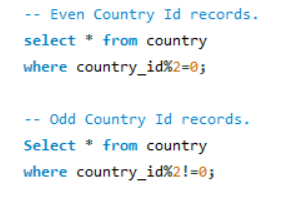 -- Even Country Id records.
select * from country
where country_id%2=0;
-- Odd Country Id records.
Select * from country
where country_id%2!=0;